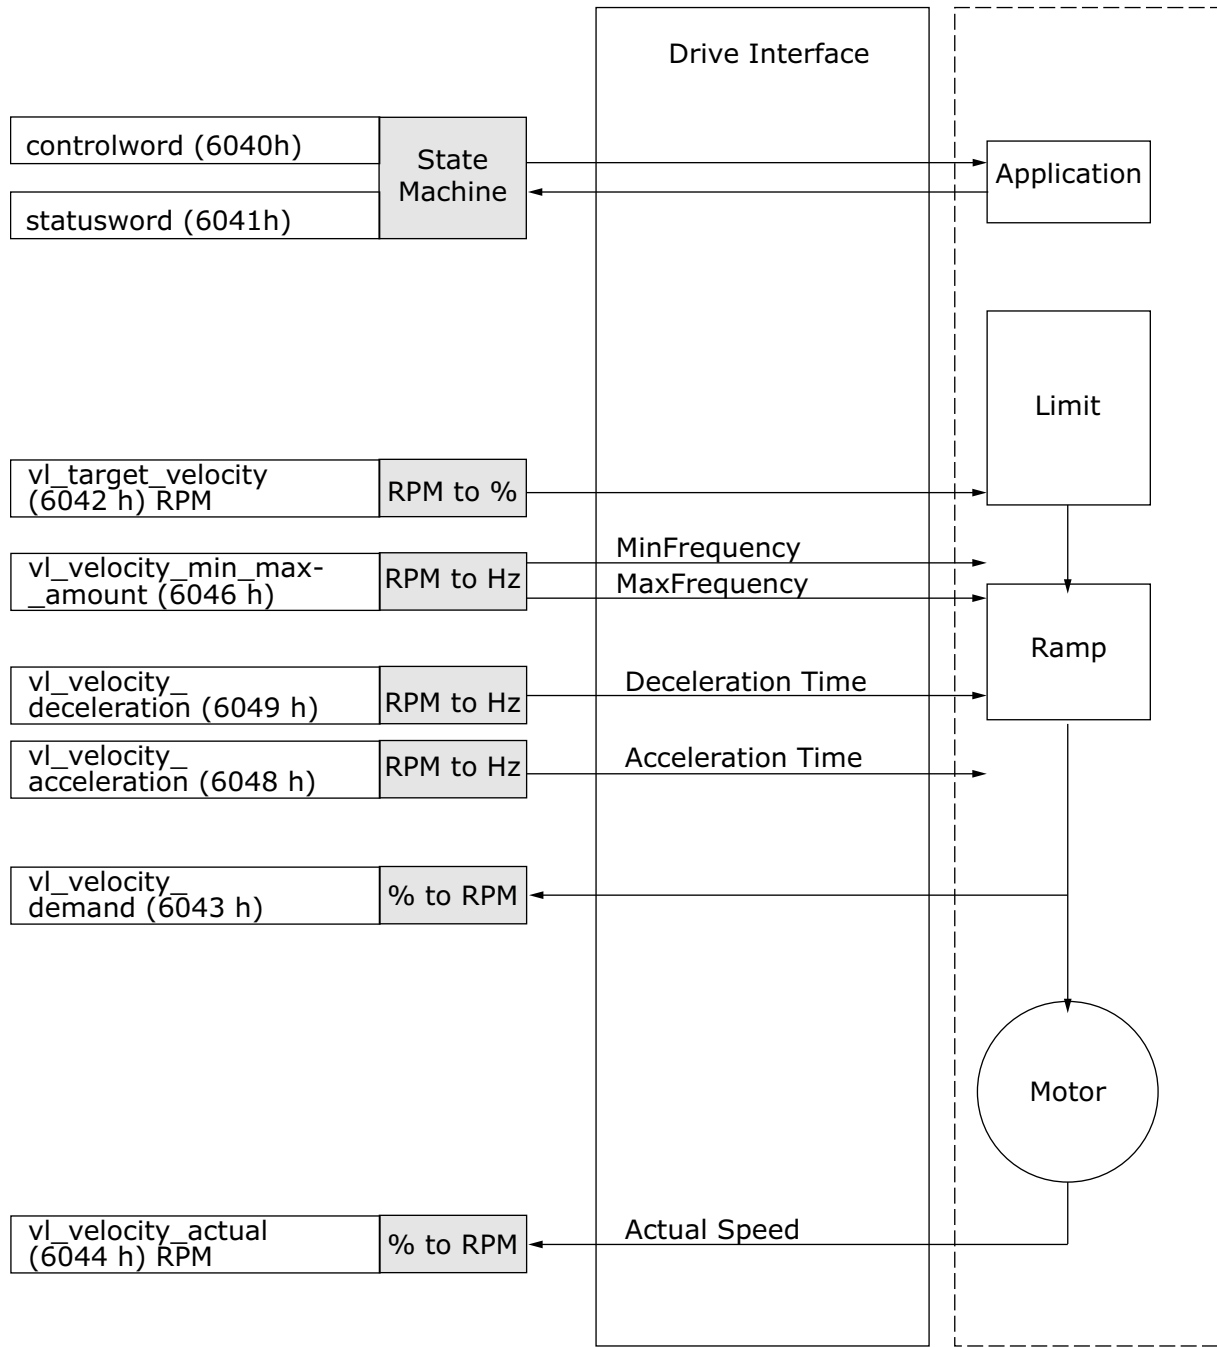 Drive Interface
controlword (6040h)
State
Machine
statusword (6041h)
Application
Limit
vl_target_velocity
(6042 h) RPM
RPM to %
MinFrequency
vl_velocity_min_max-
_amount (6046 h)
RPM to Hz
MaxFrequency
Ramp
vl_velocity_
deceleration (6049 h)
RPM to Hz
Deceleration Time
vl_velocity_
acceleration (6048 h)
RPM to Hz
Acceleration Time
vl_velocity_
demand (6043 h)
% to RPM
Motor
vl_velocity_actual
(6044 h) RPM
% to RPM
Actual Speed